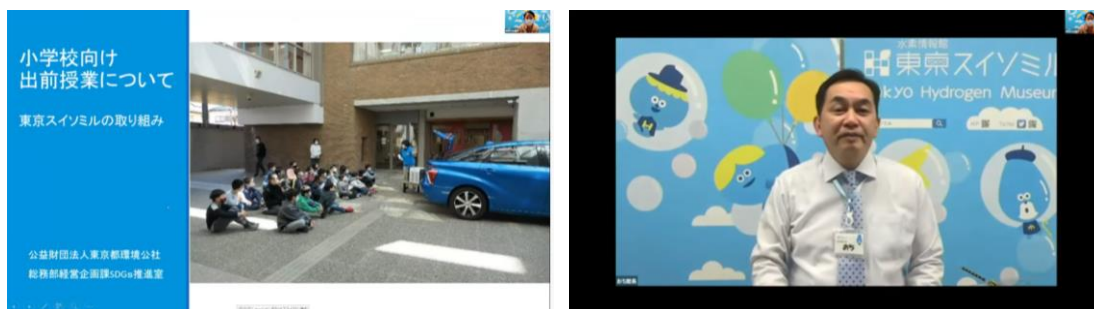 小学校向け
出前授業について
東京スイソミルの取り組み
公益財団法人東京都環境公社
総務部経営企画課SDGs推進室
水素情報館
東京スイソミル
kyo Hydrogen Museum